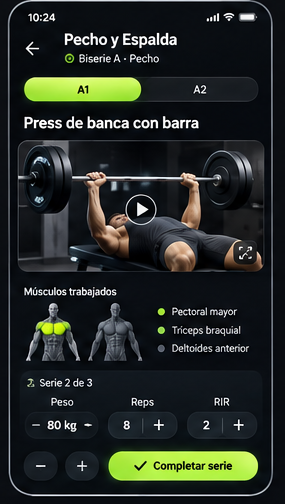 10:24
Pecho y Espalda
Biserie A • Pecho
A1 A2
Press de banca con barra
Músculos trabajados
Pectoral mayor
Triceps braquial
Deltoides anterior
Serie 2 de 3
Peso Reps RIR
− 80 kg 8 + 2 +
− + Completar serie